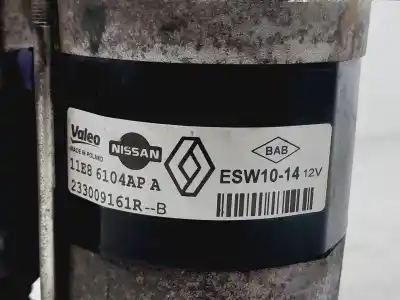 Valeo
MADE IN POLAND
NISSAN
BAB
11E8 6104AP A
ESW10-14 12V
233009161R--B